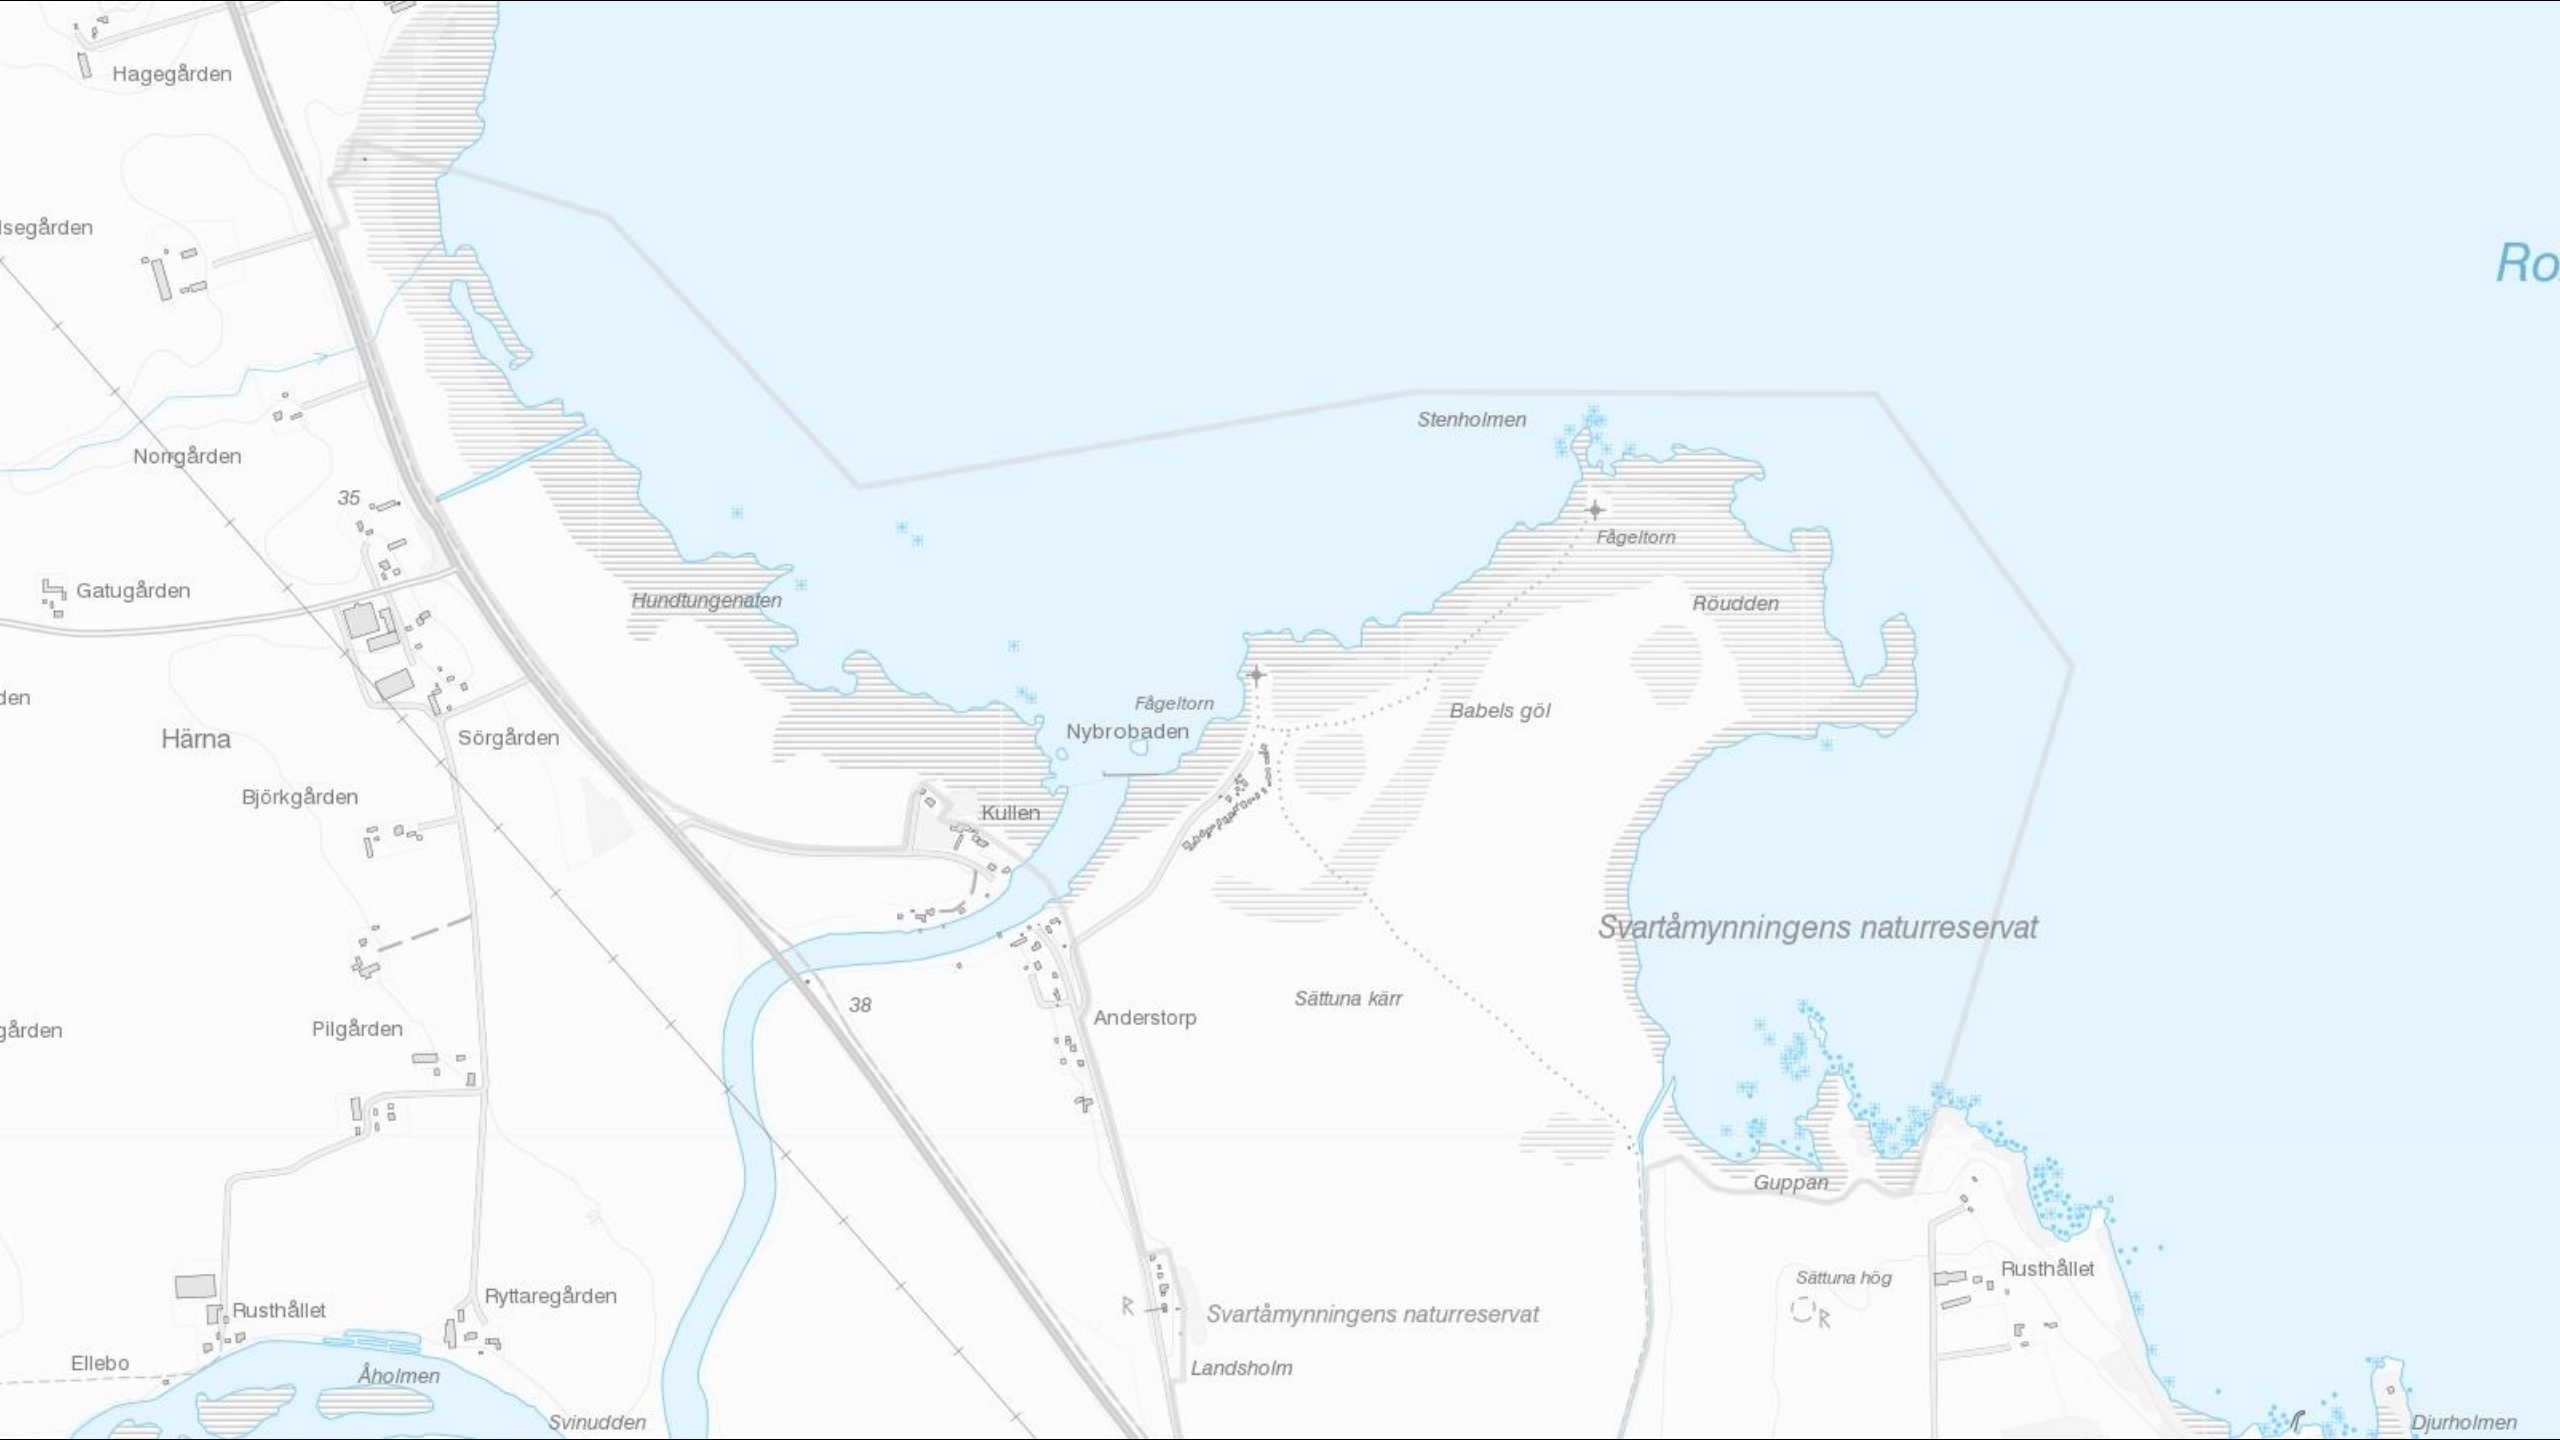 Hagegården
lsegården
Ro
Stenholmen
Norrgården
35
Fågeltorn
Gatugården
Hundtungenaten
Röudden
den
Fågeltorn
Babels göl
Nybrobaden
Härna
Sörgården
Björkgården
Kullen
Svartåmynningens naturreservat
38
Sättuna kärr
Anderstorp
gården
Pilgården
Guppan
Rusthållet
Sättuna hög
R
Ryttaregården
R
Svartåmynningens naturreservat
Rusthållet
Ellebo
Åholmen
Landsholm
Svinudden
Djurholmen